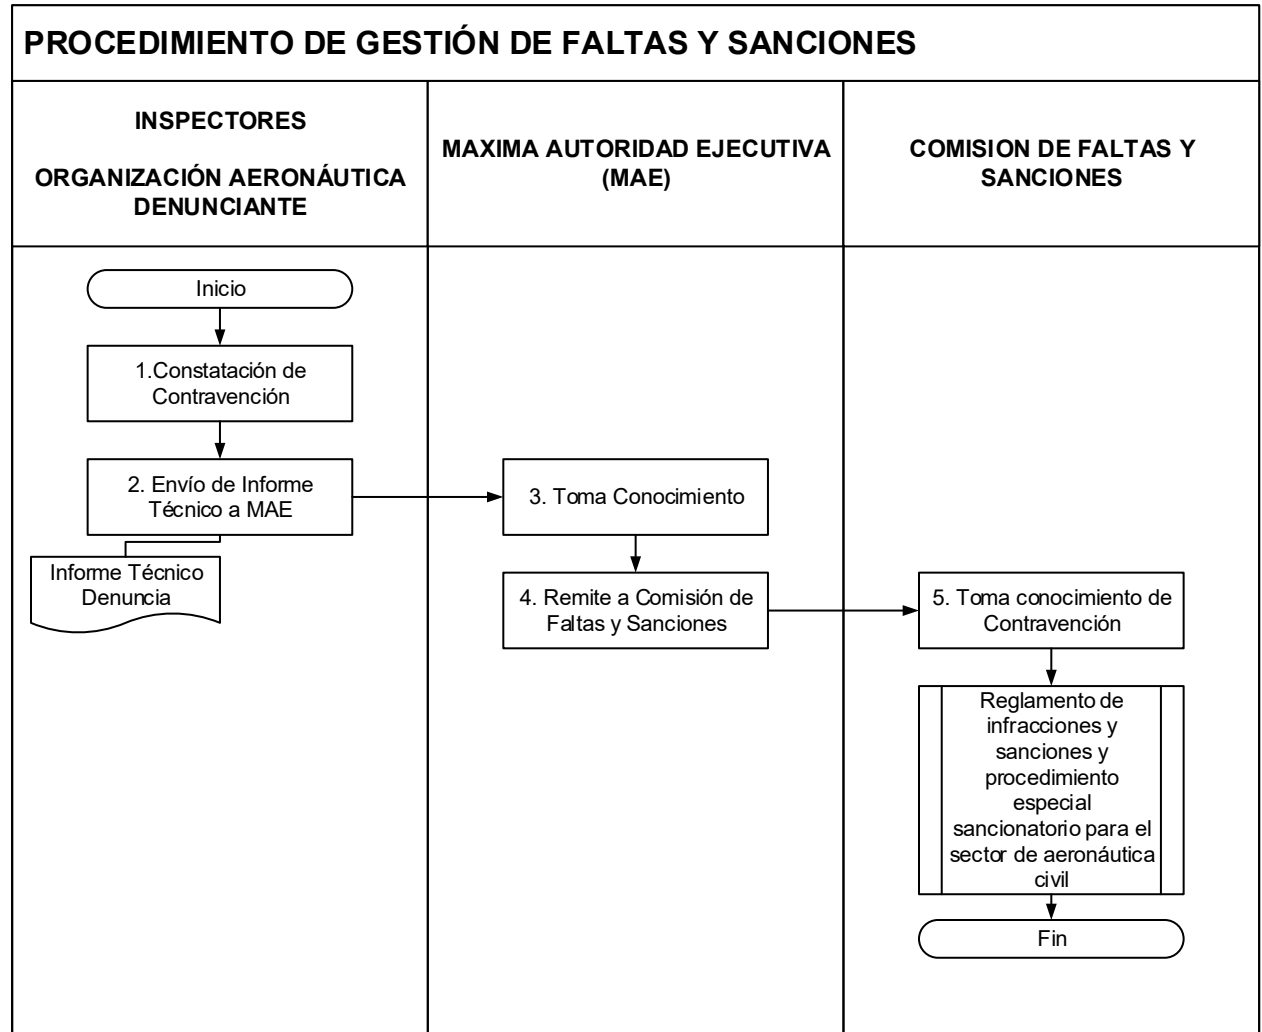 PROCEDIMIENTO DE GESTIÓN DE FALTAS Y SANCIONES
INSPECTORES
ORGANIZACIÓN AERONÁUTICA
DENUNCIANTE
MAXIMA AUTORIDAD EJECUTIVA
(MAE)
COMISION DE FALTAS Y
SANCIONES
Inicio
1.Constatación de
Contravención
2. Envío de Informe
Técnico a MAE
Informe Técnico
Denuncia
3. Toma Conocimiento
4. Remite a Comisión de
Faltas y Sanciones
5. Toma conocimiento de
Contravención
Reglamento de
infracciones y
sanciones y
procedimiento
especial
sancionatorio para el
sector de aeronáutica
civil
Fin